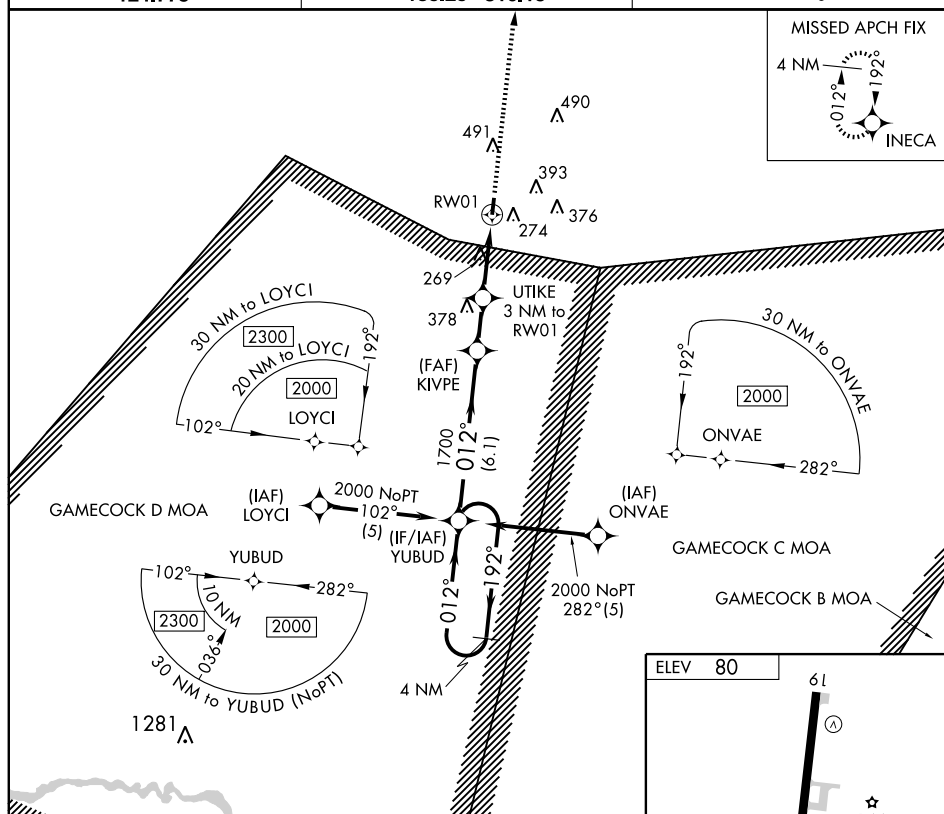 MISSED APCH FIX
4 NM
192°
012°
INECA
490
491
393
376
RW01
274
269
UTIKE
3 NM to
RW01
378
(FAF)
KIVPE
30 NM to LOYCI
2300
20 NM to LOYCI
2000
192°
LOYCI
102°
30 NM to ONVAE
192°
2000
ONVAE
282°
1700
012°
(6.1)
GAMECOCK D MOA
(IAF)
LOYCI
2000 NoPT
102°
(5)
(IF/IAF)
YUBUD
(IAF)
ONVAE
GAMECOCK C MOA
2000 NoPT
282°(5)
GAMECOCK B MOA
012°
192°
4 NM
YUBUD
102°
282°
10 NM
2300
2000
036°
30 NM to YUBUD (NoPT)
1281
ELEV 80
19